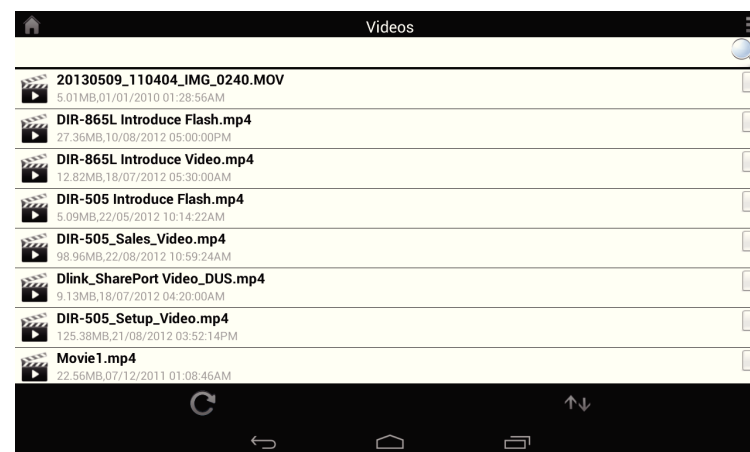 Videos
20130509_110404_IMG_0240.MOV
5.01MB,01/01/2010 01:28:56AM
DIR-865L Introduce Flash.mp4
27.36MB,10/08/2012 05:00:00PM
DIR-865L Introduce Video.mp4
12.82MB,18/07/2012 05:30:00AM
DIR-505 Introduce Flash.mp4
5.09MB,22/05/2012 10:14:22AM
DIR-505_Sales_Video.mp4
98.96MB,22/08/2012 10:59:24AM
Dlink_SharePort Video_DUS.mp4
9.13MB,18/07/2012 04:20:00AM
DIR-505_Setup_Video.mp4
125.38MB,21/08/2012 03:52:14PM
Movie1.mp4
22.56MB,07/12/2011 01:08:46AM